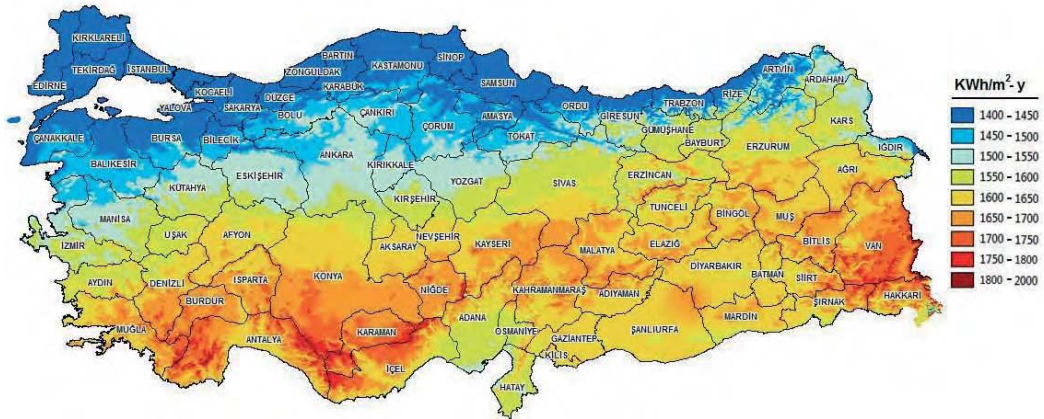 KIRKLARELİ
EDİRNE
TEKİRDAĞ
İSTANBUL
KOCAELİ
YALOVA
SAKARYA
DÜZCE
ZONGULDAK
BARTIN
KARABÜK
KASTAMONU
SİNOP
SAMSUN
ORDU
GİRESUN
TRABZON
RİZE
ARTVİN
ARDAHAN
ÇANAKKALE
BURSA
BİLECİK
BOLU
ÇANKIRI
ÇORUM
AMASYA
TOKAT
GÜMÜŞHANE
BAYBURT
ERZURUM
KARS
IĞDIR
BALIKESİR
KÜTAHYA
ESKİŞEHİR
ANKARA
KIRIKKALE
YOZGAT
SİVAS
ERZİNCAN
AĞRI
MANİSA
UŞAK
AFYON
KIRŞEHİR
NEVŞEHİR
AKSARAY
KAYSERİ
MALATYA
TUNCELİ
ELAZIĞ
BİNGÖL
MUŞ
BİTLİS
VAN
İZMİR
AYDIN
DENİZLİ
ISPARTA
BURDUR
KONYA
NİĞDE
KAHRAMANMARAŞ
ADIYAMAN
DİYARBAKIR
BATMAN
SİİRT
ŞIRNAK
HAKKARİ
MUĞLA
ANTALYA
KARAMAN
İÇEL
ADANA
OSMANİYE
GAZİANTEP
KİLİS
HATAY
ŞANLIURFA
MARDİN
KWh/m²- y
1400 - 1450
1450 - 1500
1500 - 1550
1550 - 1600
1600 - 1650
1650 - 1700
1700 - 1750
1750 - 1800
1800 - 2000